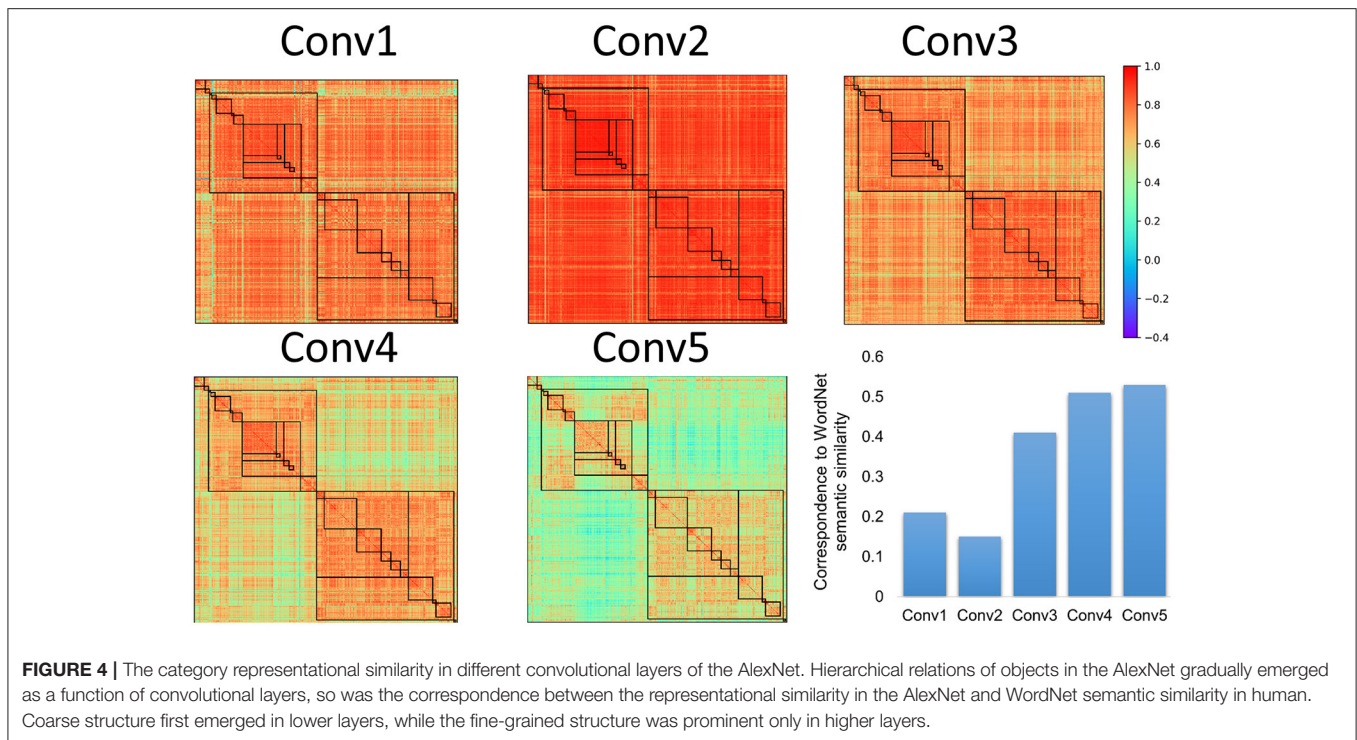 Conv1
Conv2
Conv3
1.0
0.8
0.6
0.4
0.2
0.0
−0.2
−0.4
Conv4
Conv5
Correspondence to WordNet
semantic similarity
0.6
0.5
0.4
0.3
0.2
0.1
0
Conv1 Conv2 Conv3 Conv4 Conv5
FIGURE 4 | The category representational similarity in different convolutional layers of the AlexNet. Hierarchical relations of objects in the AlexNet gradually emerged
as a function of convolutional layers, so was the correspondence between the representational similarity in the AlexNet and WordNet semantic similarity in human.
Coarse structure first emerged in lower layers, while the fine-grained structure was prominent only in higher layers.